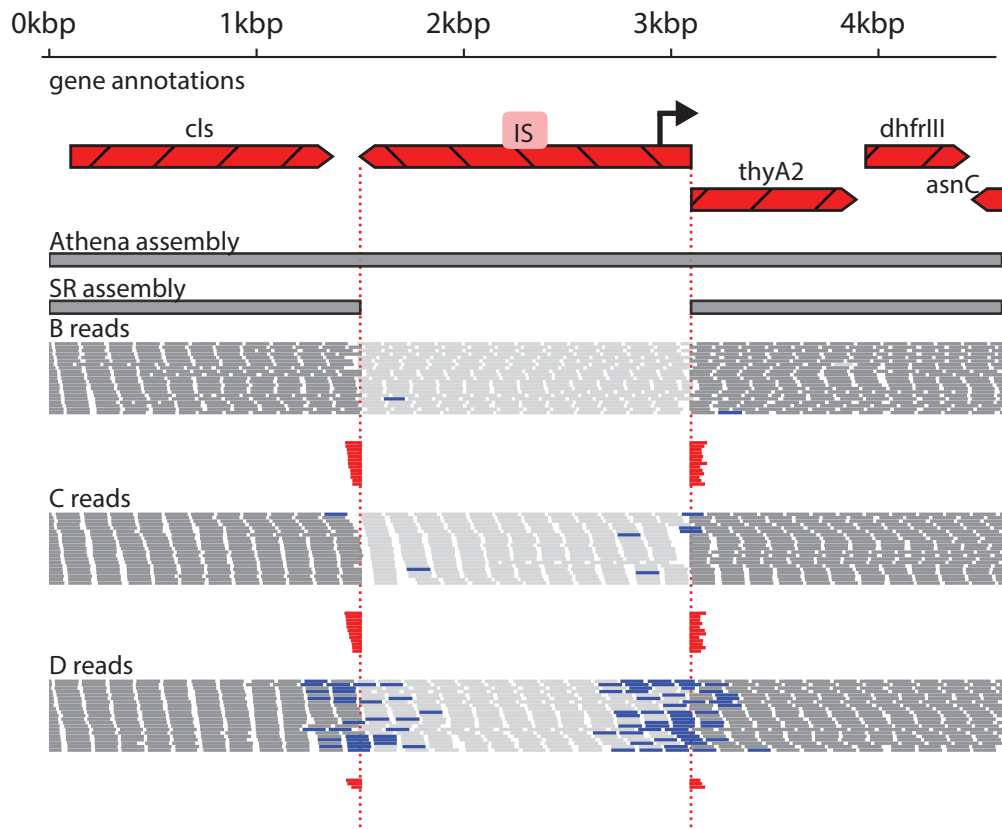 0kbp 1kbp 2kbp 3kbp 4kbp
gene annotations
cls IS dhfrIII
thyA2 asnC
Athena assembly
SR assembly
B reads
C reads
D reads